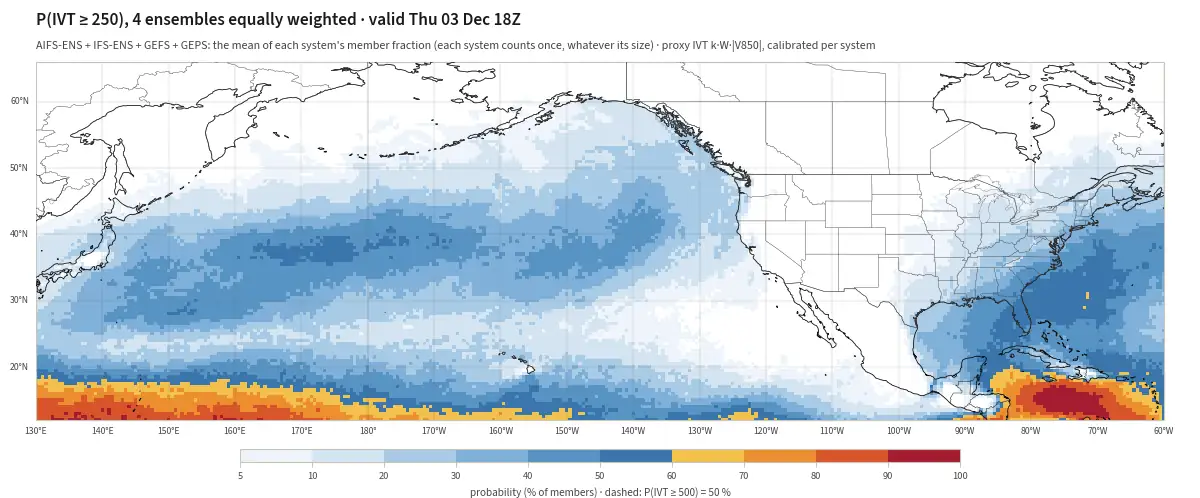 P(IVT ≥ 250), 4 ensembles equally weighted · valid Thu 03 Dec 18Z
AIFS-ENS + IFS-ENS + GEFS + GEPS: the mean of each system's member fraction (each system counts once, whatever its size) · proxy IVT k·W·|V850|, calibrated per system
60°N
50°N
40°N
30°N
20°N
130°E 140°E 150°E 160°E 170°E 180° 170°W 160°W 150°W 140°W 130°W 120°W 110°W 100°W 90°W 80°W 70°W 60°W
5 10 20 30 40 50 60 70 80 90 100
probability (% of members) · dashed: P(IVT ≥ 500) = 50 %